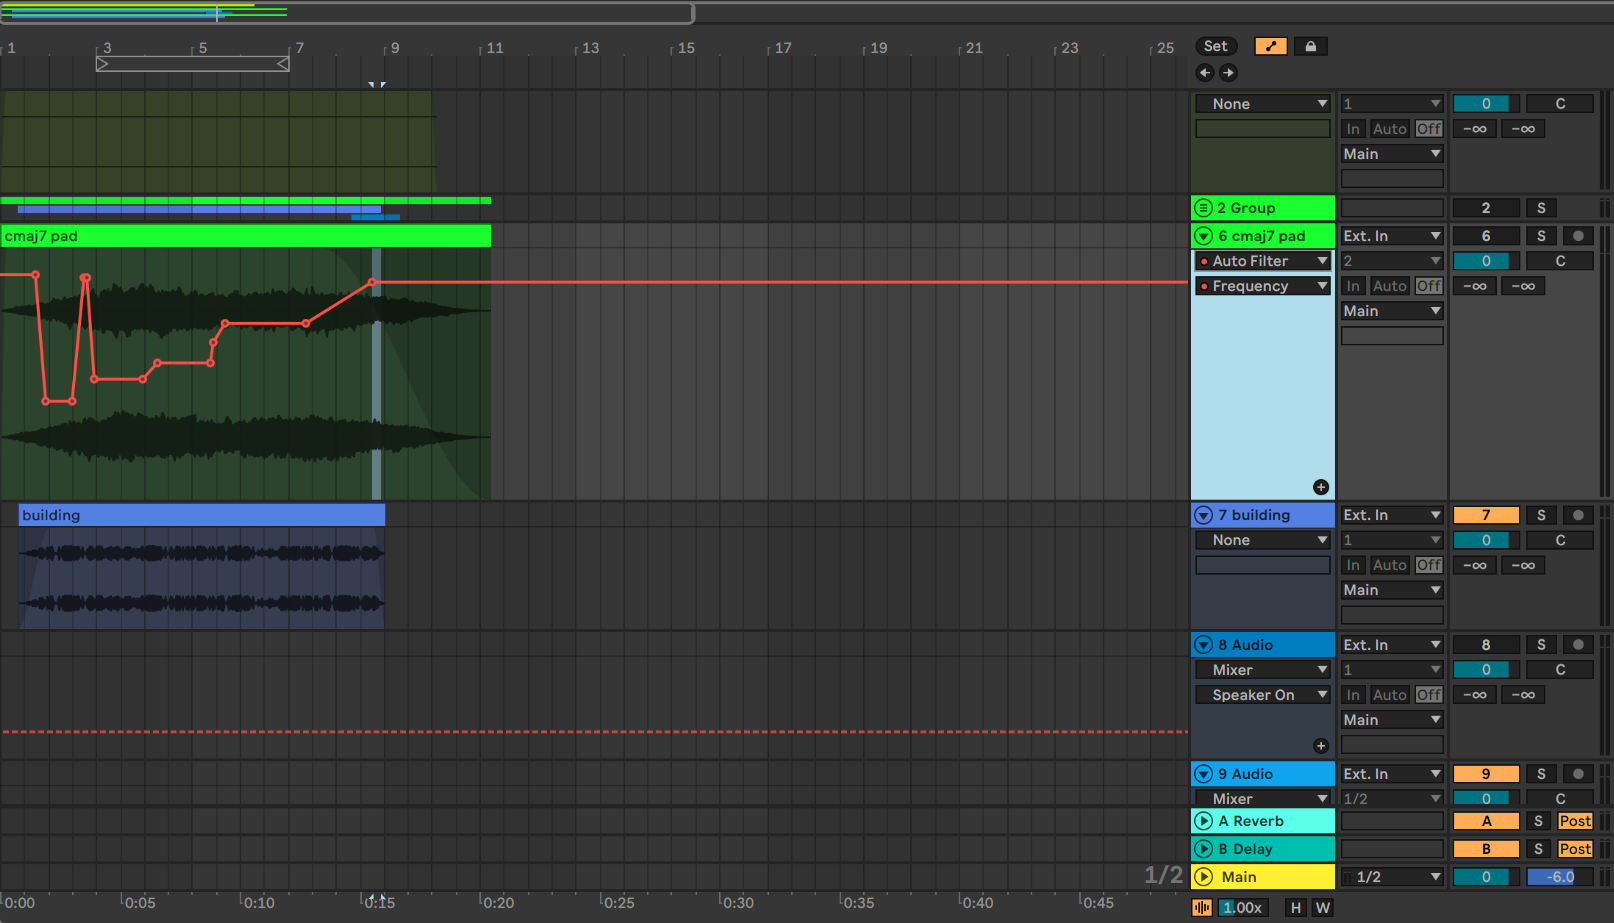 1 3 5 7 9 11 13 15 17 19 21 23 25 Set
None 1 0 C
In Auto Off -∞ -∞
Main
2 Group 2 S
cmaj7 pad 6 cmaj7 pad Ext. In 6 S
Auto Filter 2 0 C
Frequency In Auto Off -∞ -∞
Main
building 7 building Ext. In 7 S
None 1 0 C
In Auto Off -∞ -∞
Main
8 Audio Ext. In 8 S
Mixer 1 0 C
Speaker On In Auto Off -∞ -∞
Main
9 Audio Ext. In 9 S
Mixer 1/2 0 C
A Reverb A S Post
B Delay B S Post
1/2 Main 1/2 0 -6.0
0:00 0:05 0:10 0:15 0:20 0:25 0:30 0:35 0:40 0:45 1.00x H W